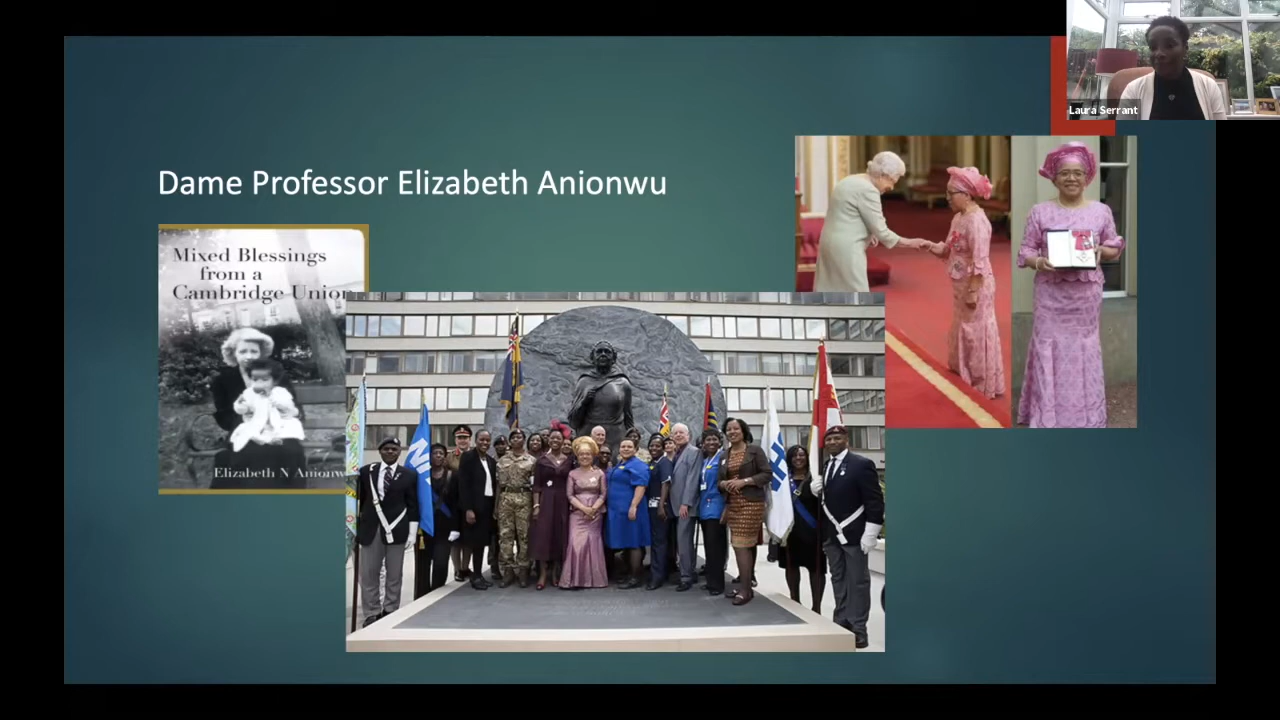 Laura Serrant
Dame Professor Elizabeth Anionwu
Mixed Blessings
from a
Cambridge Union
Elizabeth N Anionw